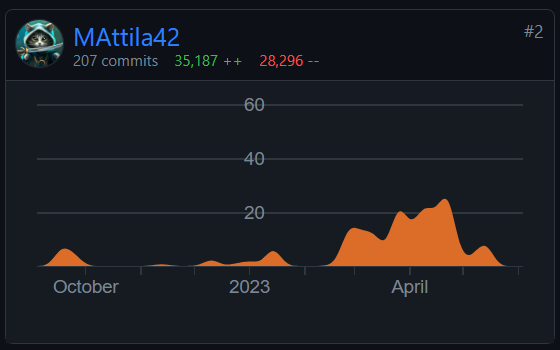 MAttila42
#2
207 commits 35,187 ++ 28,296 --
60
40
20
October 2023 April